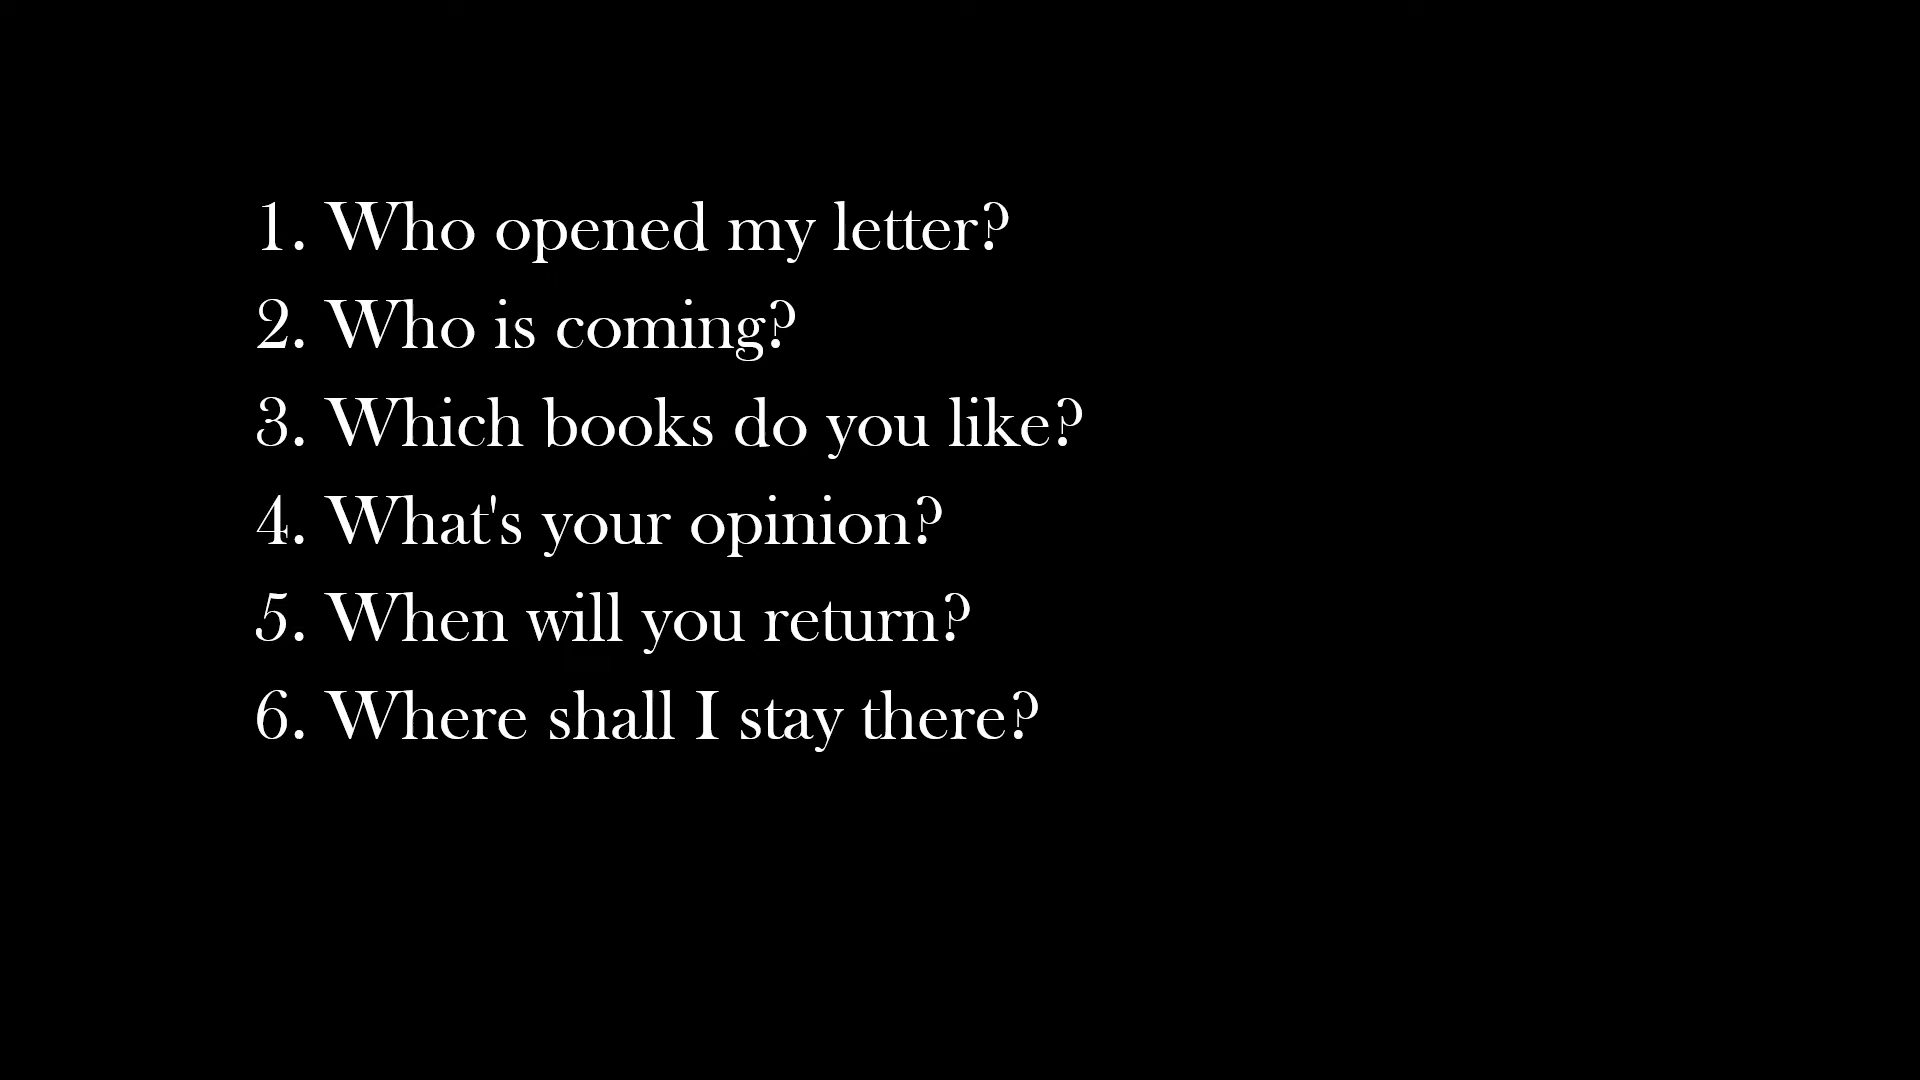 1. Who opened my letter?
2. Who is coming?
3. Which books do you like?
4. What's your opinion?
5. When will you return?
6. Where shall I stay there?